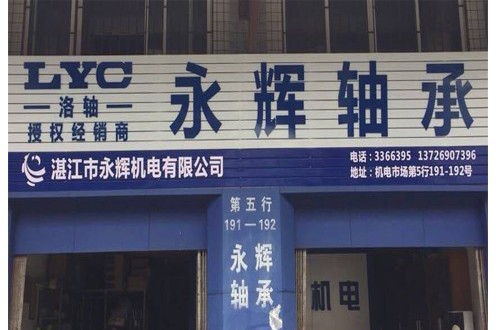 LYC
永辉轴承
洛轴
授权经销商
湛江市永辉机电有限公司
电话：3366395 13726907396
地址：机电市场第5行191-192号
第五行
191—192
永辉
轴承
机电